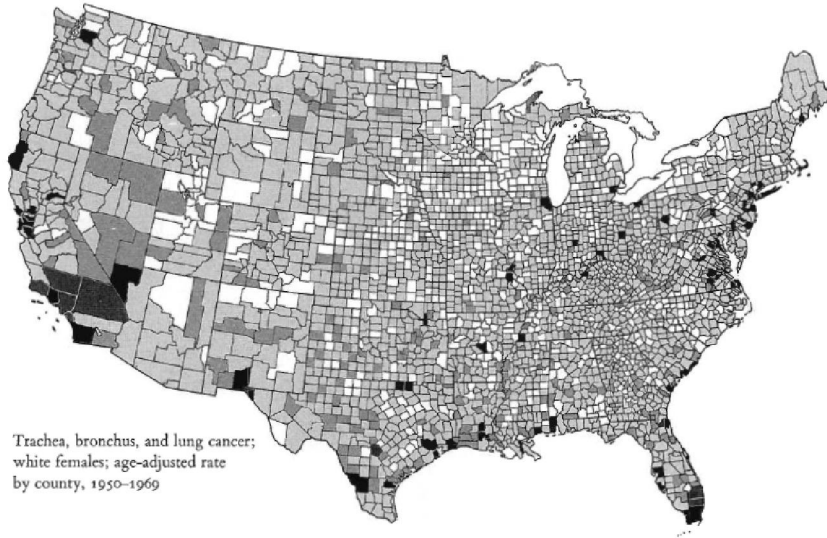 Trachea, bronchus, and lung cancer;
white females; age-adjusted rate
by county, 1950–1969